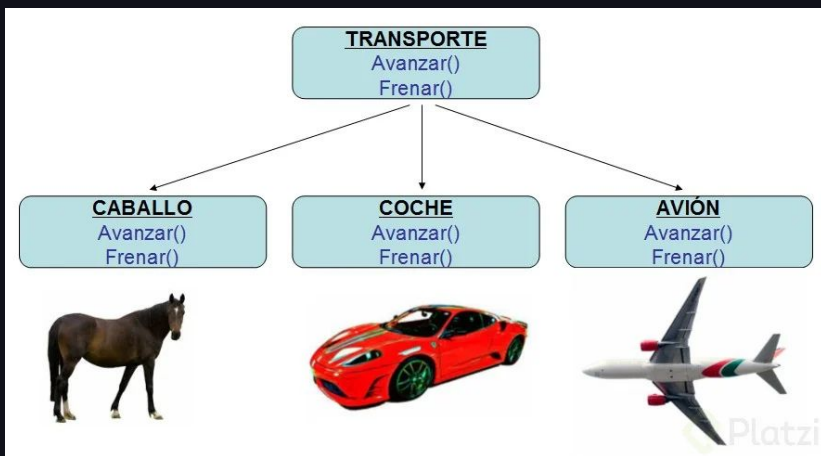 TRANSPORTE
Avanzar()
Frenar()
CABALLO
Avanzar()
Frenar()
COCHE
Avanzar()
Frenar()
AVIÓN
Avanzar()
Frenar()
Platzi